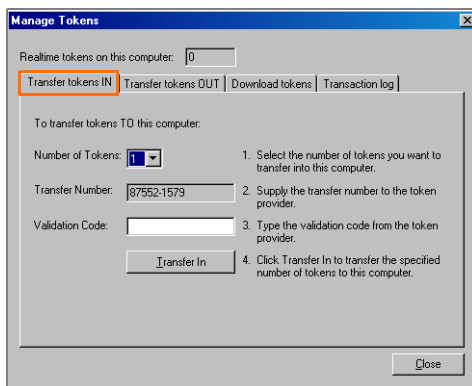 Manage Tokens
Realtime tokens on this computer: 0
Transfer tokens IN Transfer tokens OUT Download tokens Transaction log
To transfer tokens TO this computer:
Number of Tokens: 1
1. Select the number of tokens you want to
transfer into this computer.
Transfer Number: 87552-1579
2. Supply the transfer number to the token
provider.
Validation Code:
3. Type the validation code from the token
provider.
Transfer In
4. Click Transfer In to transfer the specified
number of tokens to this computer.
Close